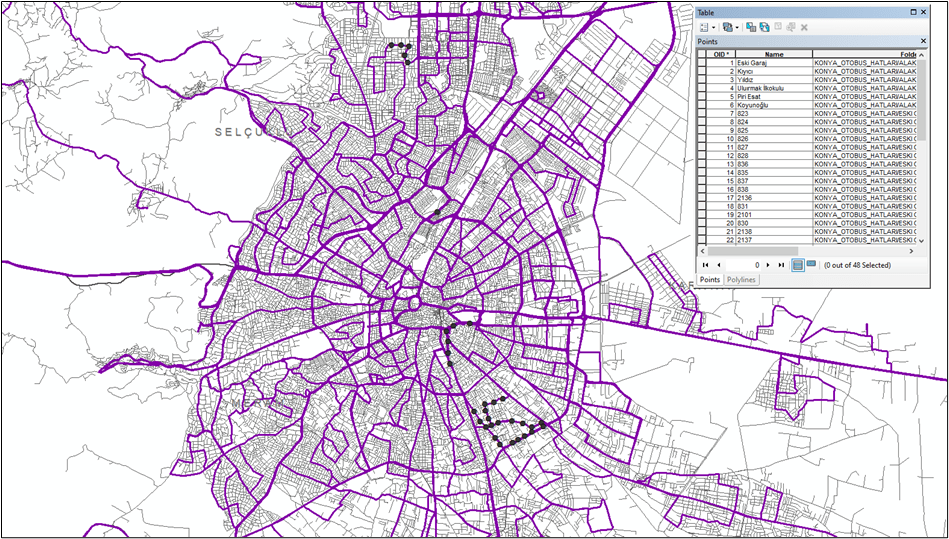 Table
Points
OID * Name Folde
1 Eski Garaj KONYA_OTOBUS_HATLARI/ALAK
2 Kıyıcı KONYA_OTOBUS_HATLARI/ALAK
3 Yıldız KONYA_OTOBUS_HATLARI/ALAK
4 Ulurmak İlkokulu KONYA_OTOBUS_HATLARI/ALAK
5 Piri Esat KONYA_OTOBUS_HATLARI/ALAK
6 Koyunoğlu KONYA_OTOBUS_HATLARI/ALAK
7 823 KONYA_OTOBUS_HATLARI/ESKI G
8 824 KONYA_OTOBUS_HATLARI/ESKI G
9 825 KONYA_OTOBUS_HATLARI/ESKI G
10 826 KONYA_OTOBUS_HATLARI/ESKI G
11 827 KONYA_OTOBUS_HATLARI/ESKI G
12 828 KONYA_OTOBUS_HATLARI/ESKI G
13 836 KONYA_OTOBUS_HATLARI/ESKI G
14 835 KONYA_OTOBUS_HATLARI/ESKI G
15 837 KONYA_OTOBUS_HATLARI/ESKI G
16 838 KONYA_OTOBUS_HATLARI/ESKI G
17 2136 KONYA_OTOBUS_HATLARI/ESKI G
18 831 KONYA_OTOBUS_HATLARI/ESKI G
19 2101 KONYA_OTOBUS_HATLARI/ESKI G
20 830 KONYA_OTOBUS_HATLARI/ESKI G
21 2138 KONYA_OTOBUS_HATLARI/ESKI G
22 2137 KONYA_OTOBUS_HATLARI/ESKI G
0 (0 out of 48 Selected)
Points Polylines